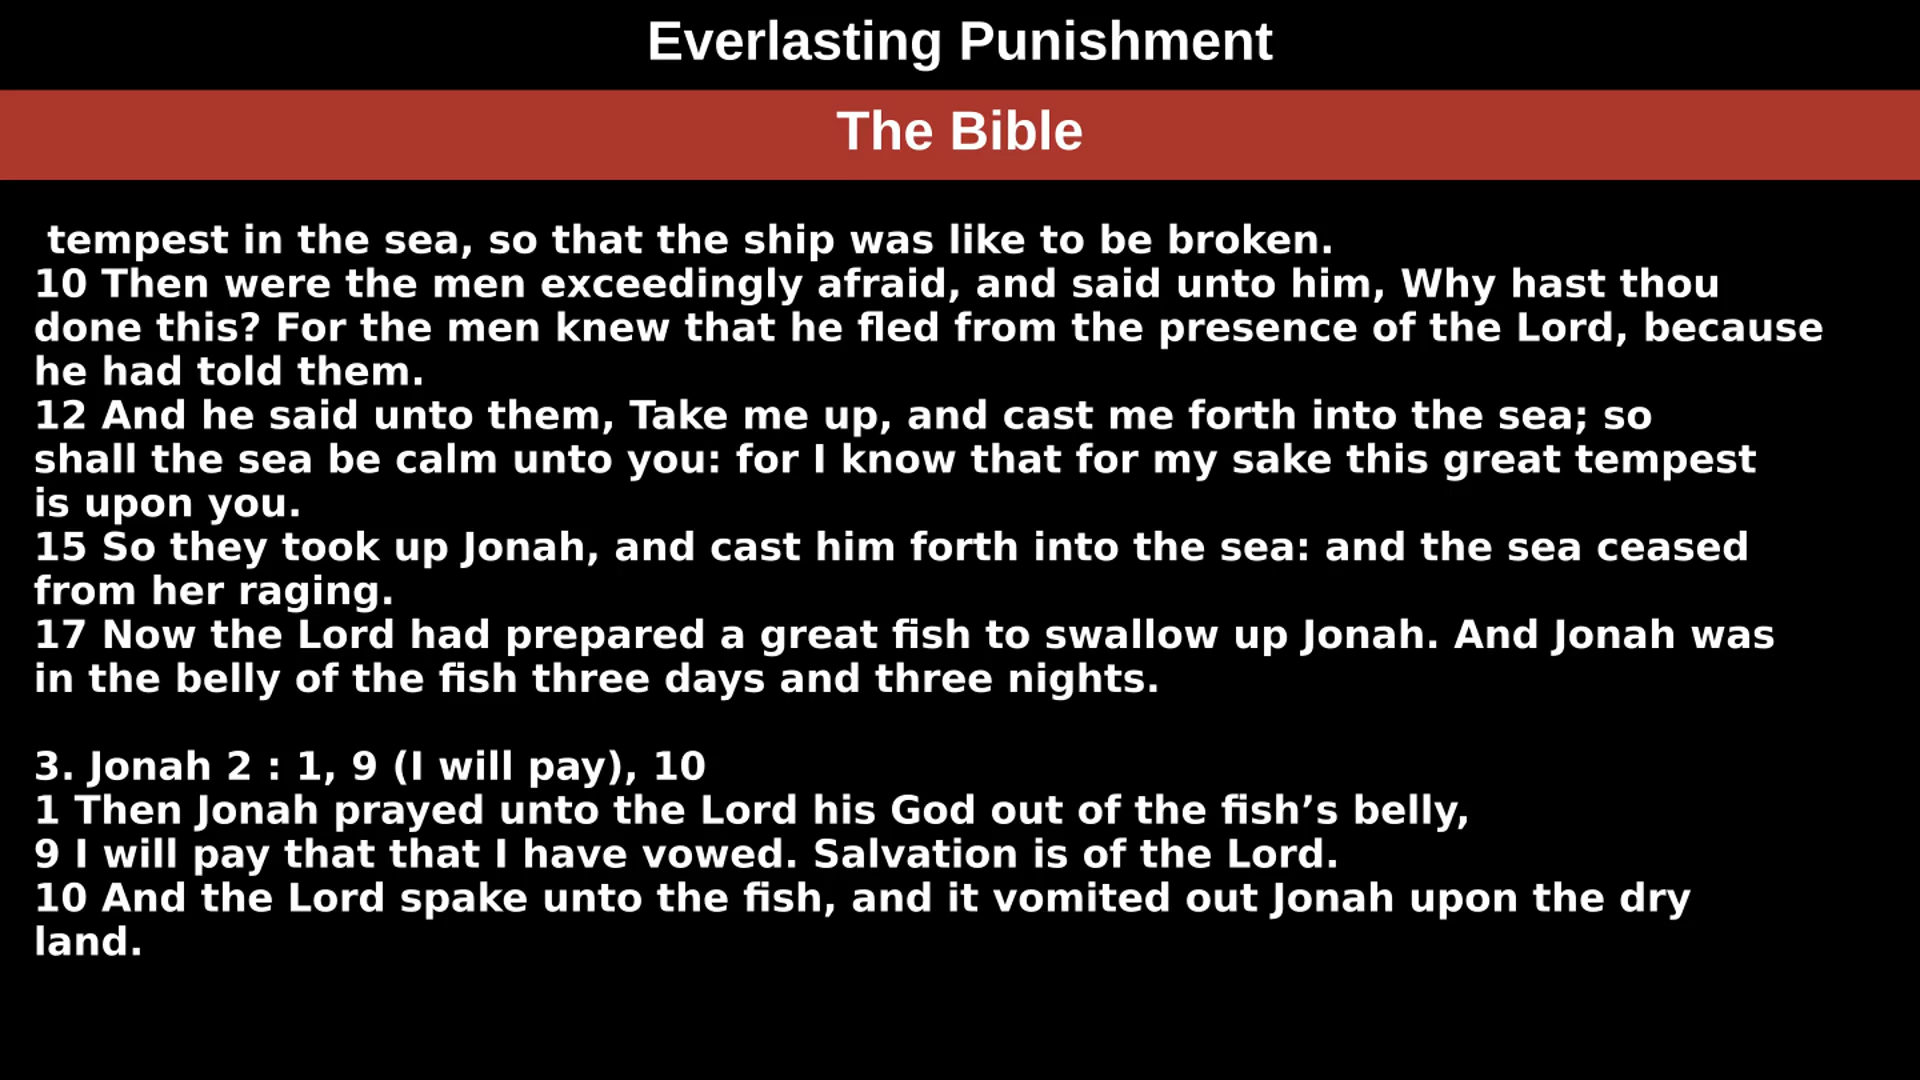 Everlasting Punishment
The Bible
tempest in the sea, so that the ship was like to be broken.
10 Then were the men exceedingly afraid, and said unto him, Why hast thou
done this? For the men knew that he fled from the presence of the Lord, because
he had told them.
12 And he said unto them, Take me up, and cast me forth into the sea; so
shall the sea be calm unto you: for I know that for my sake this great tempest
is upon you.
15 So they took up Jonah, and cast him forth into the sea: and the sea ceased
from her raging.
17 Now the Lord had prepared a great fish to swallow up Jonah. And Jonah was
in the belly of the fish three days and three nights.
3. Jonah 2 : 1, 9 (I will pay), 10
1 Then Jonah prayed unto the Lord his God out of the fish’s belly,
9 I will pay that that I have vowed. Salvation is of the Lord.
10 And the Lord spake unto the fish, and it vomited out Jonah upon the dry
land.